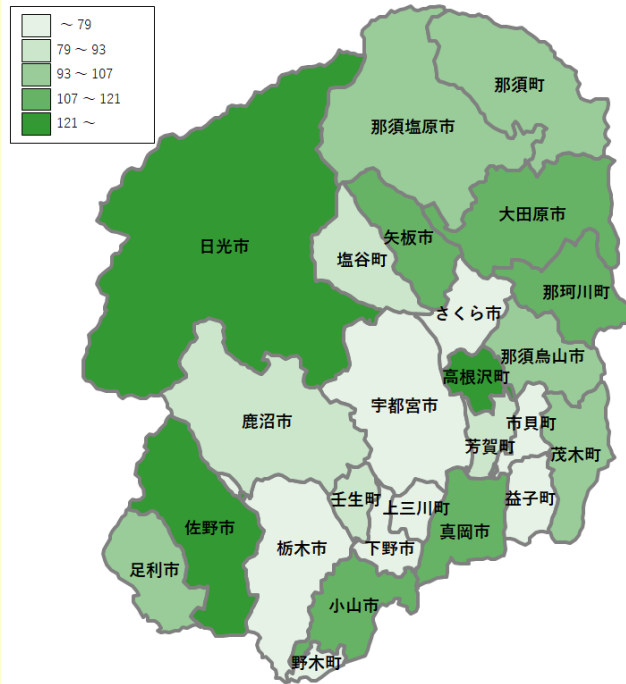 ～ 79
79 ～ 93
93 ～ 107
107 ～ 121
121 ～
那須町
那須塩原市
大田原市
矢板市
日光市
塩谷町
那珂川町
さくら市
那須烏山市
高根沢町
宇都宮市
鹿沼市
市貝町
芳賀町
茂木町
壬生町
上三川町
益子町
佐野市
真岡市
栃木市
下野市
足利市
小山市
野木町